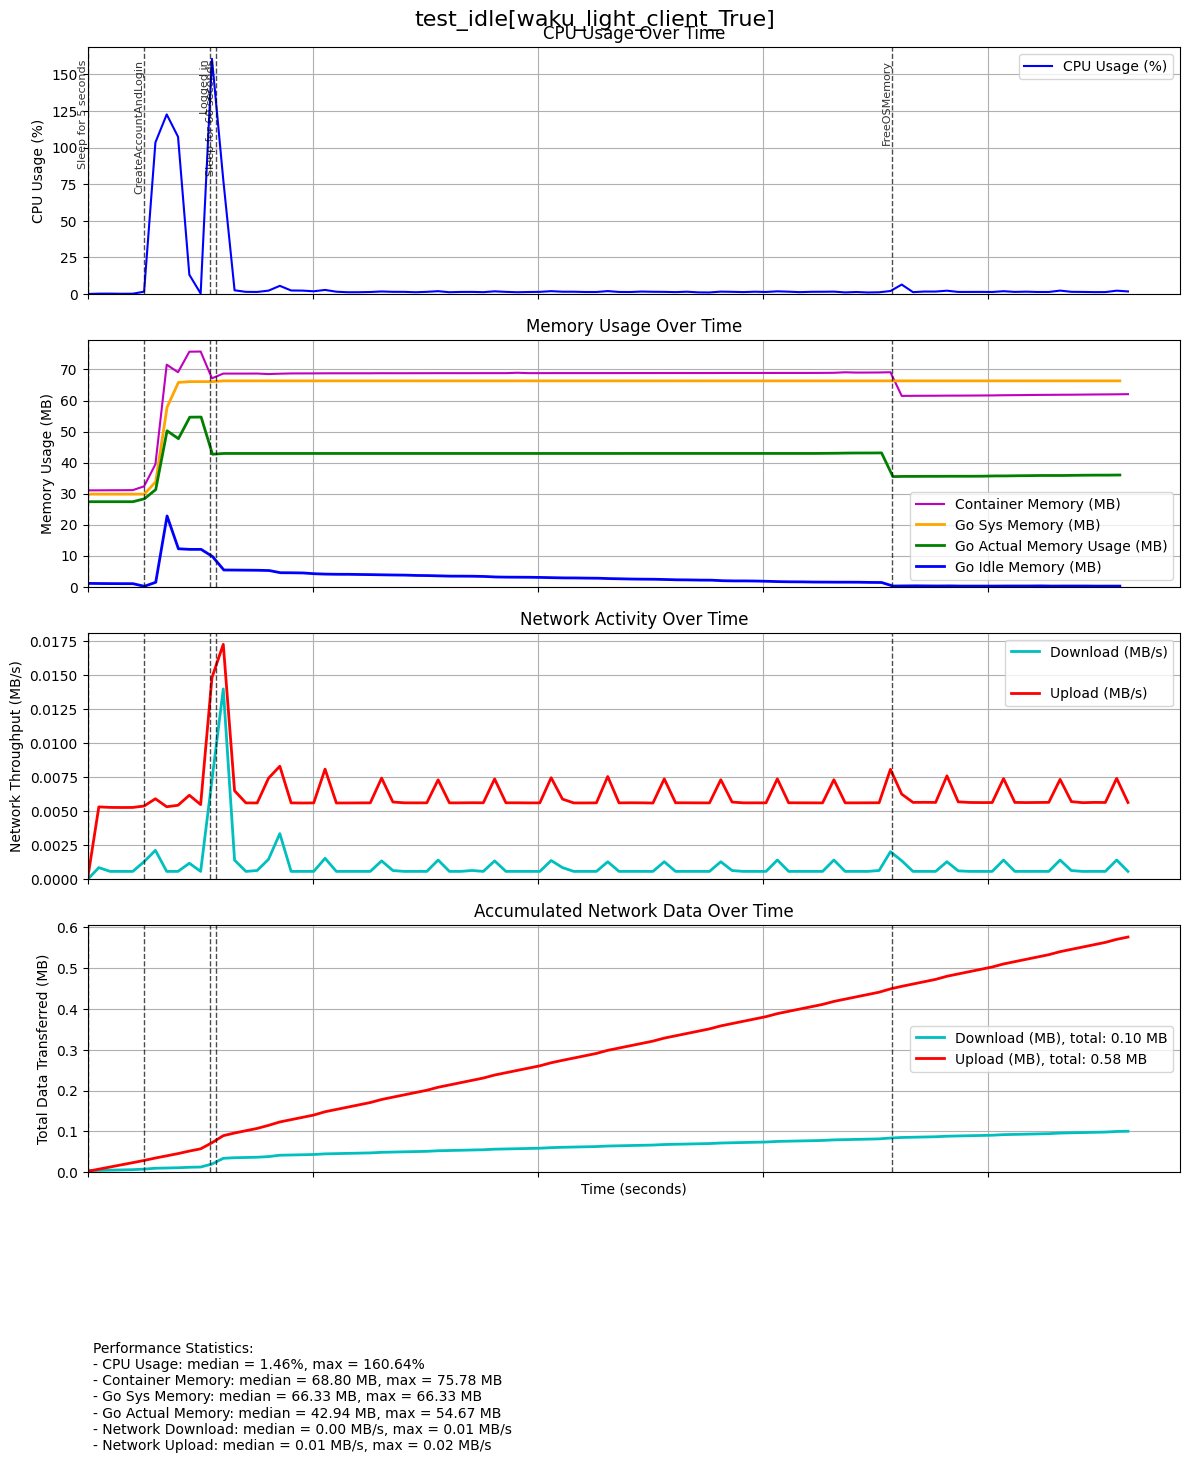 test_idle[waku_light_client_True]
CPU Usage Over Time
CPU Usage (%)
150
125
100
75
50
25
0
Sleep for 5 seconds
CreateAccountAndLogin
Logged in
Sleep for 60 seconds
FreeOSMemory
CPU Usage (%)
Memory Usage Over Time
Memory Usage (MB)
70
60
50
40
30
20
10
0
Container Memory (MB)
Go Sys Memory (MB)
Go Actual Memory Usage (MB)
Go Idle Memory (MB)
Network Activity Over Time
Network Throughput (MB/s)
0.0175
0.0150
0.0125
0.0100
0.0075
0.0050
0.0025
0.0000
Download (MB/s)
Upload (MB/s)
Accumulated Network Data Over Time
Total Data Transferred (MB)
0.6
0.5
0.4
0.3
0.2
0.1
0.0
Download (MB), total: 0.10 MB
Upload (MB), total: 0.58 MB
Time (seconds)
Performance Statistics:
- CPU Usage: median = 1.46%, max = 160.64%
- Container Memory: median = 68.80 MB, max = 75.78 MB
- Go Sys Memory: median = 66.33 MB, max = 66.33 MB
- Go Actual Memory: median = 42.94 MB, max = 54.67 MB
- Network Download: median = 0.00 MB/s, max = 0.01 MB/s
- Network Upload: median = 0.01 MB/s, max = 0.02 MB/s